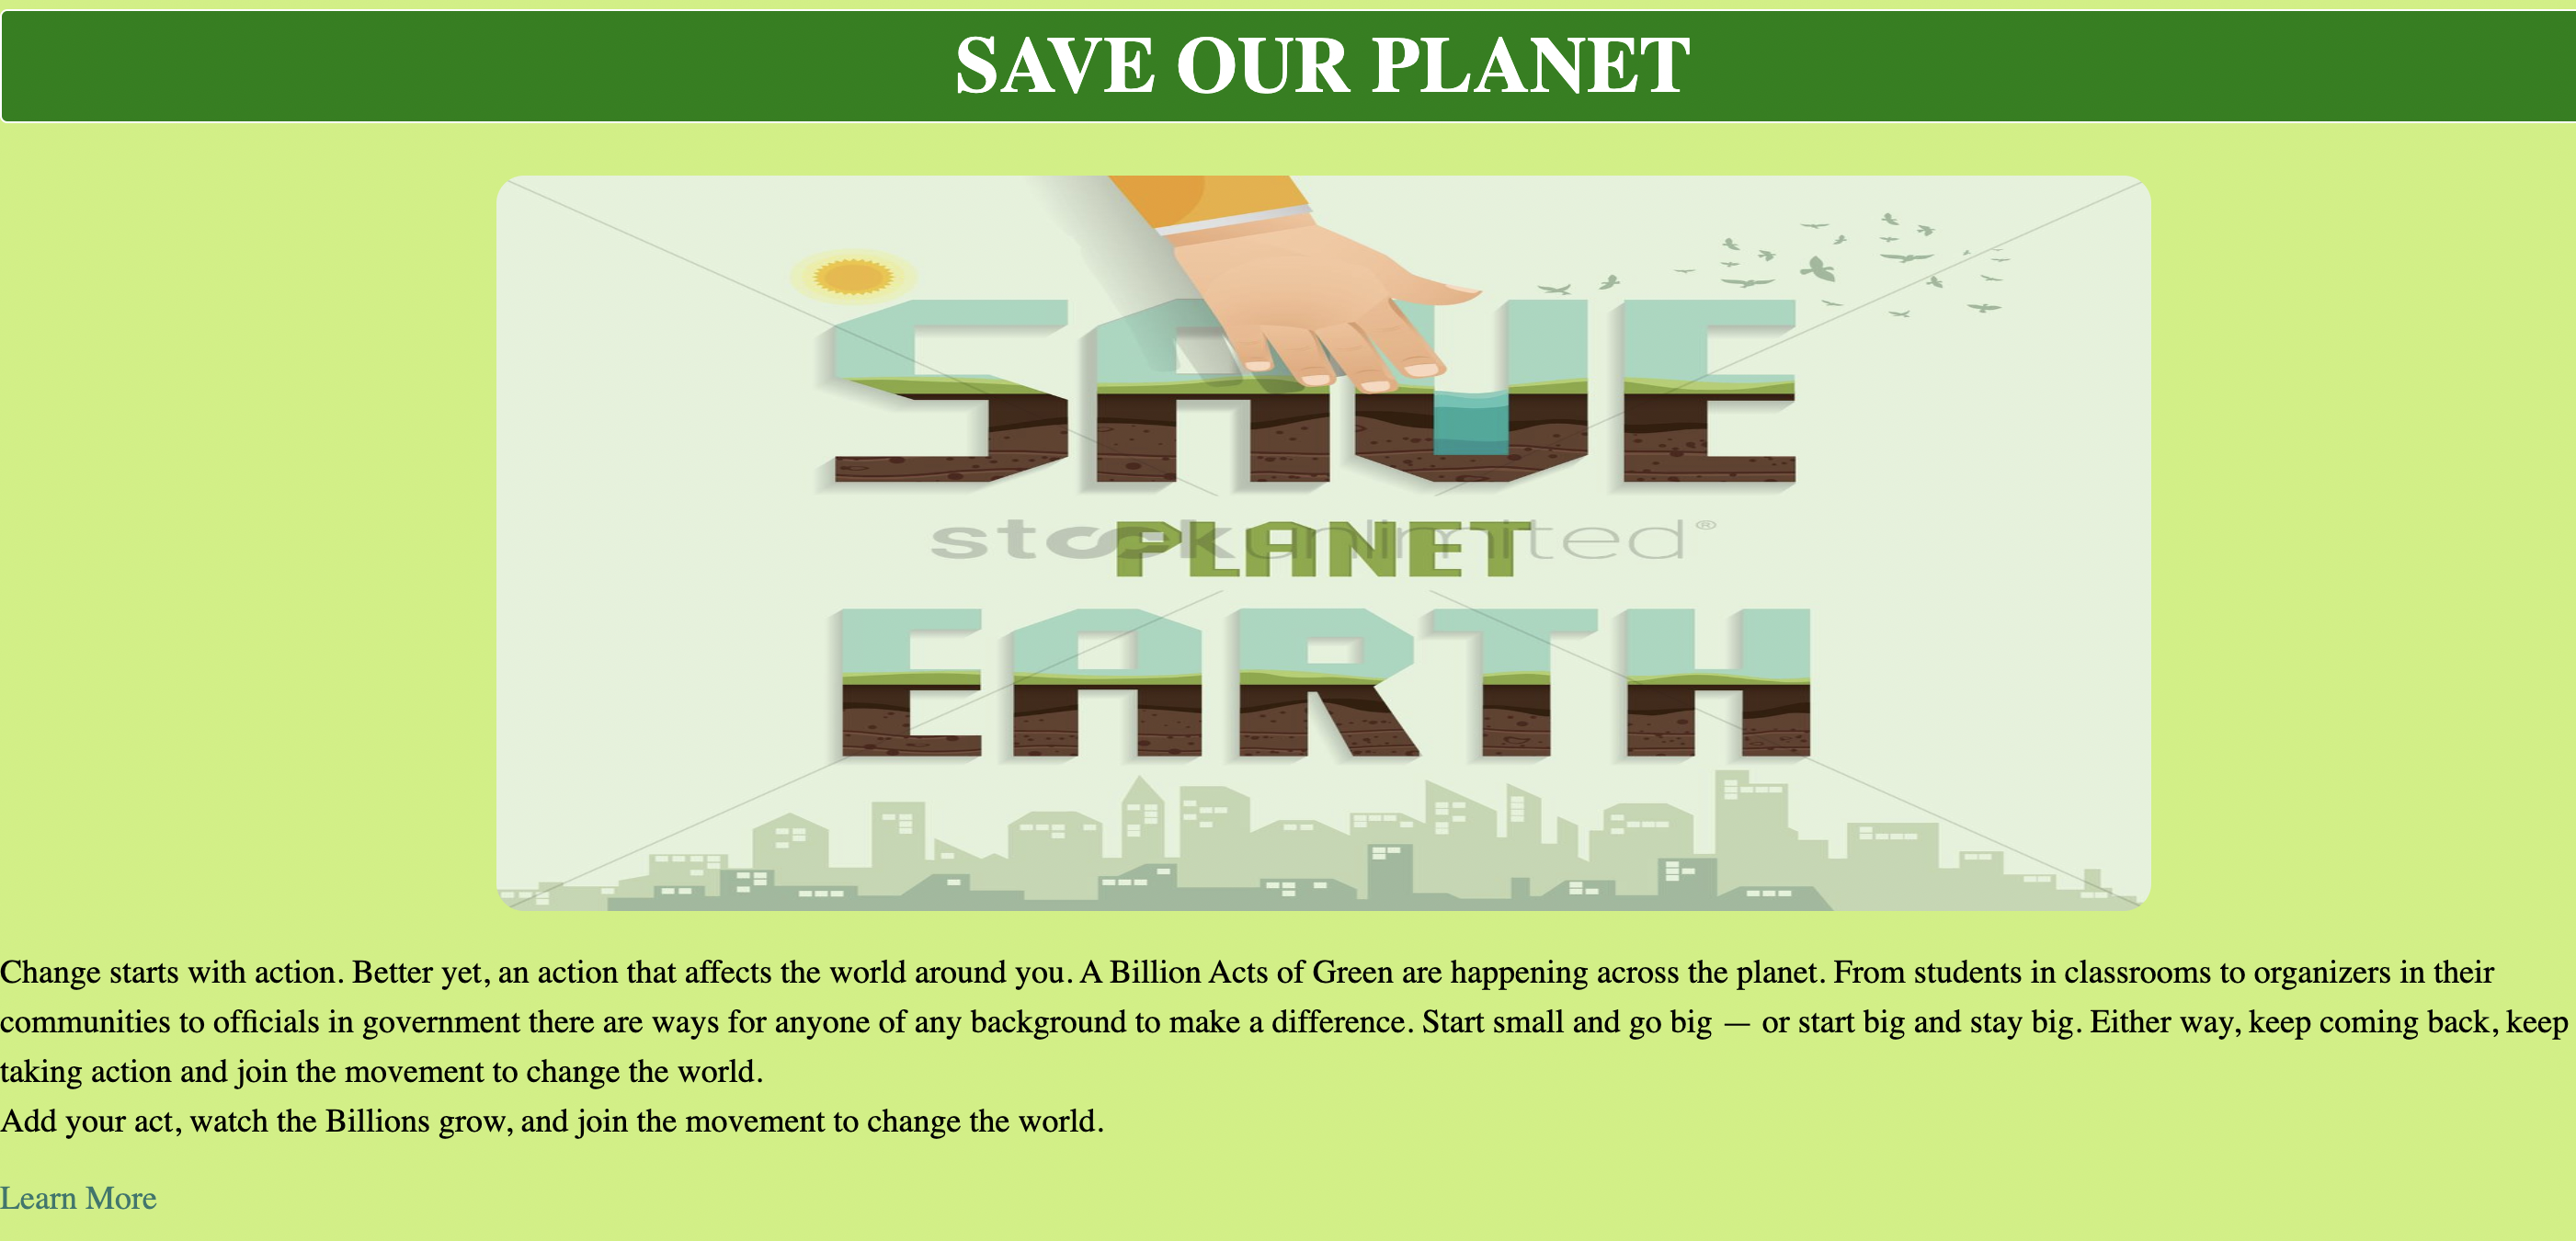 SAVE OUR PLANET
SAVE
stockunlimited®
PLANET
EARTH
Change starts with action. Better yet, an action that affects the world around you. A Billion Acts of Green are happening across the planet. From students in classrooms to organizers in their
communities to officials in government there are ways for anyone of any background to make a difference. Start small and go big — or start big and stay big. Either way, keep coming back, keep
taking action and join the movement to change the world.
Add your act, watch the Billions grow, and join the movement to change the world.
Learn More